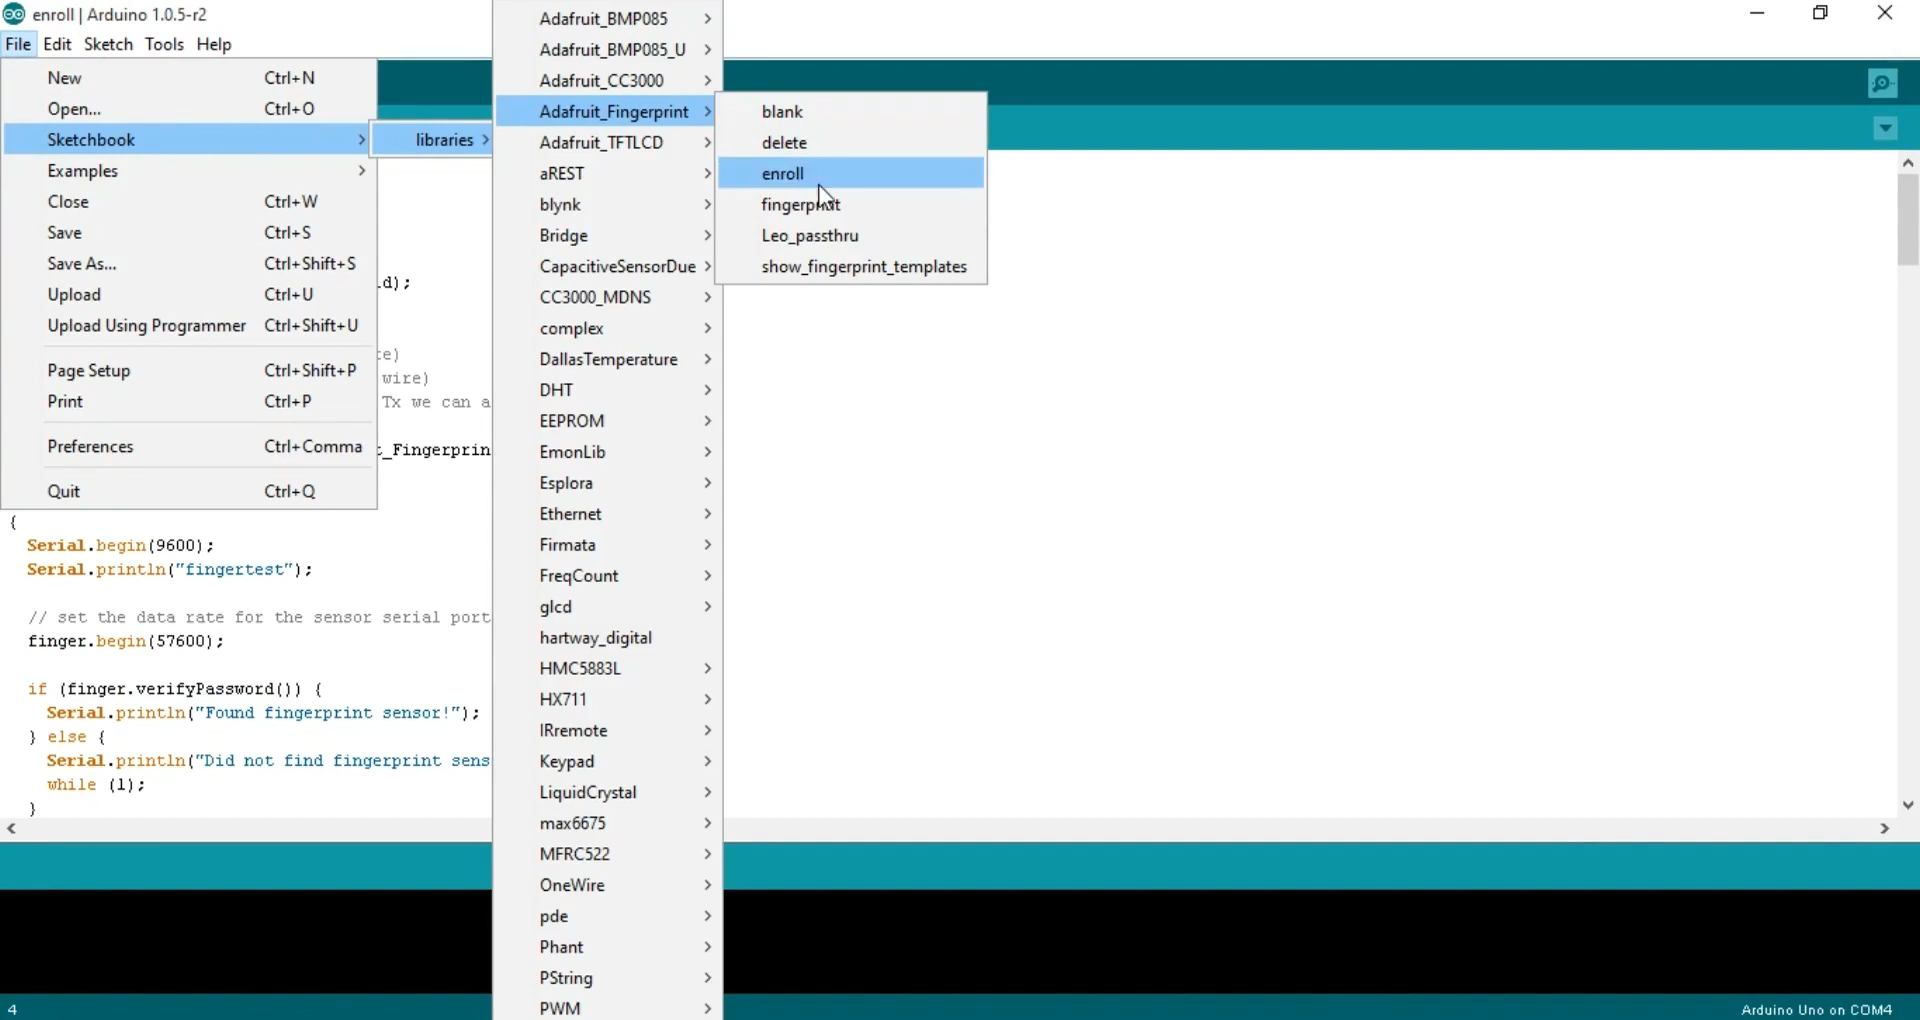 enroll | Arduino 1.0.5-r2
File Edit Sketch Tools Help
New Ctrl+N
Open... Ctrl+O
Sketchbook
Examples
Close Ctrl+W
Save Ctrl+S
Save As... Ctrl+Shift+S
Upload Ctrl+U
Upload Using Programmer Ctrl+Shift+U
Page Setup Ctrl+Shift+P
Print Ctrl+P
Preferences Ctrl+Comma
Quit Ctrl+Q
libraries
Adafruit_BMP085
Adafruit_BMP085_U
Adafruit_CC3000
Adafruit_Fingerprint
Adafruit_TFTLCD
aREST
blynk
Bridge
CapacitiveSensorDue
CC3000_MDNS
complex
DallasTemperature
DHT
EEPROM
EmonLib
Esplora
Ethernet
Firmata
FreqCount
glcd
hartway_digital
HMC5883L
HX711
IRremote
Keypad
LiquidCrystal
max6675
MFRC522
OneWire
pde
Phant
PString
PWM
blank
delete
enroll
fingerprint
Leo_passthru
show_fingerprint_templates
d);
e)
wire)
Tx we can a
_Fingerprin
{
Serial.begin(9600);
Serial.println("fingertest");
// set the data rate for the sensor serial port
finger.begin(57600);
if (finger.verifyPassword()) {
Serial.println("Found fingerprint sensor!");
} else {
Serial.println("Did not find fingerprint sens
while (1);
}
4
Arduino Uno on COM4